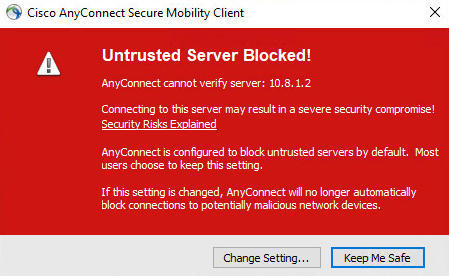 Cisco AnyConnect Secure Mobility Client
Untrusted Server Blocked!
AnyConnect cannot verify server: 10.8.1.2
Connecting to this server may result in a severe security compromise!
Security Risks Explained
AnyConnect is configured to block untrusted servers by default. Most
users choose to keep this setting.
If this setting is changed, AnyConnect will no longer automatically
block connections to potentially malicious network devices.
Change Setting...
Keep Me Safe